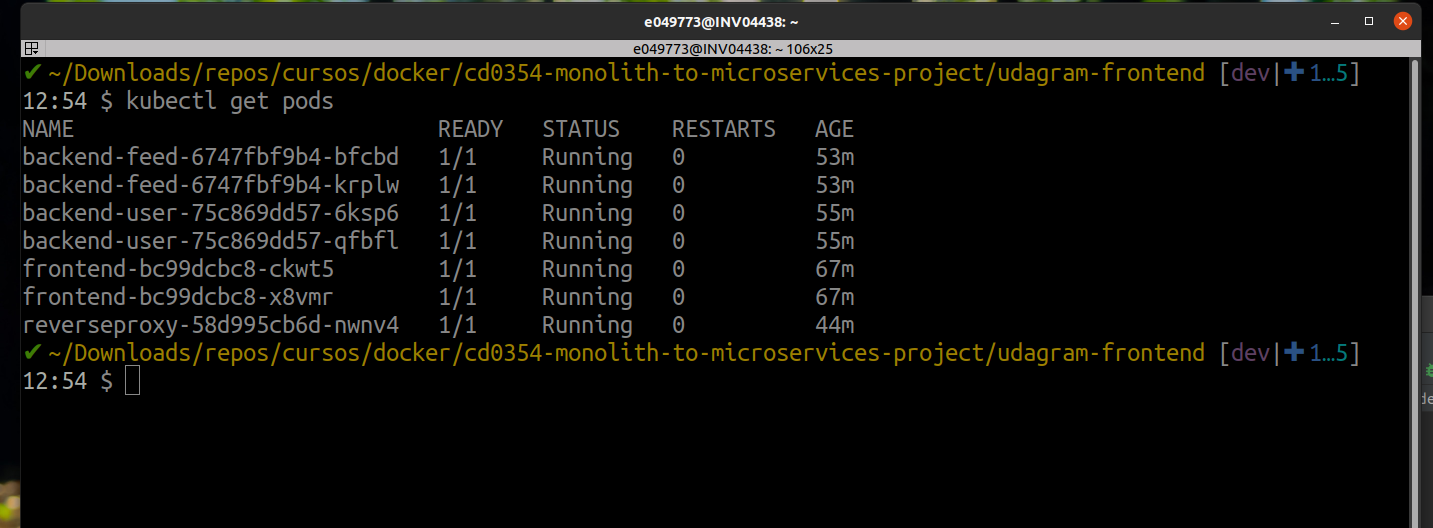 e049773@INV04438: ~
e049773@INV04438: ~ 106x25
✔ ~/Downloads/repos/cursos/docker/cd0354-monolith-to-microservices-project/udagram-frontend [dev|✚ 1…5]
12:54 $ kubectl get pods
NAME READY STATUS RESTARTS AGE
backend-feed-6747fbf9b4-bfcbd 1/1 Running 0 53m
backend-feed-6747fbf9b4-krplw 1/1 Running 0 53m
backend-user-75c869dd57-6ksp6 1/1 Running 0 55m
backend-user-75c869dd57-qfbfl 1/1 Running 0 55m
frontend-bc99dcbc8-ckwt5 1/1 Running 0 67m
frontend-bc99dcbc8-x8vmr 1/1 Running 0 67m
reverseproxy-58d995cb6d-nwnv4 1/1 Running 0 44m
✔ ~/Downloads/repos/cursos/docker/cd0354-monolith-to-microservices-project/udagram-frontend [dev|✚ 1…5]
12:54 $